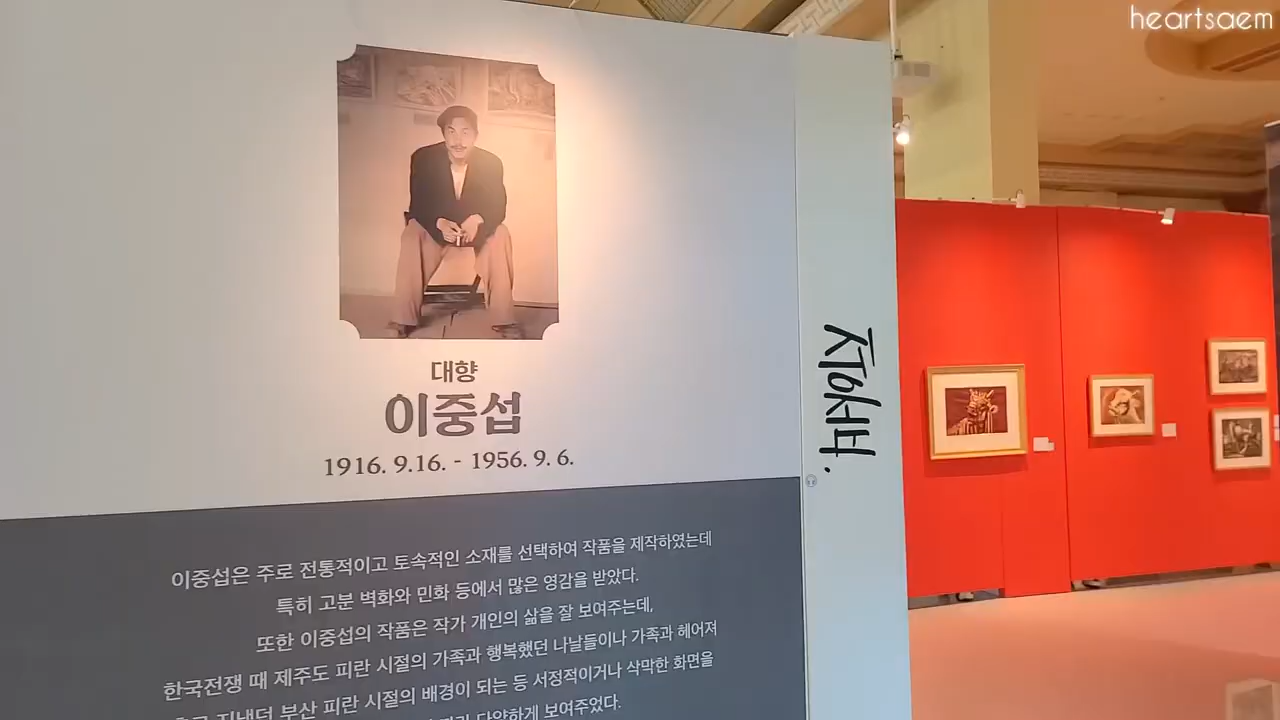 heartsaem
대향
이중섭
1916. 9.16. - 1956. 9. 6.
이중섭은 주로 전통적이고 토속적인 소재를 선택하여 작품을 제작하였는데
특히 고분 벽화와 민화 등에서 많은 영감을 받았다.
또한 이중섭의 작품은 작가 개인의 삶을 잘 보여주는데,
한국전쟁 때 제주도 피란 시절의 가족과 행복했던 나날들이나 가족과 헤어져
지냈던 부산 피란 시절의 배경이 되는 등 서정적이거나 삭막한 화면을
다양하게 보여주었다.